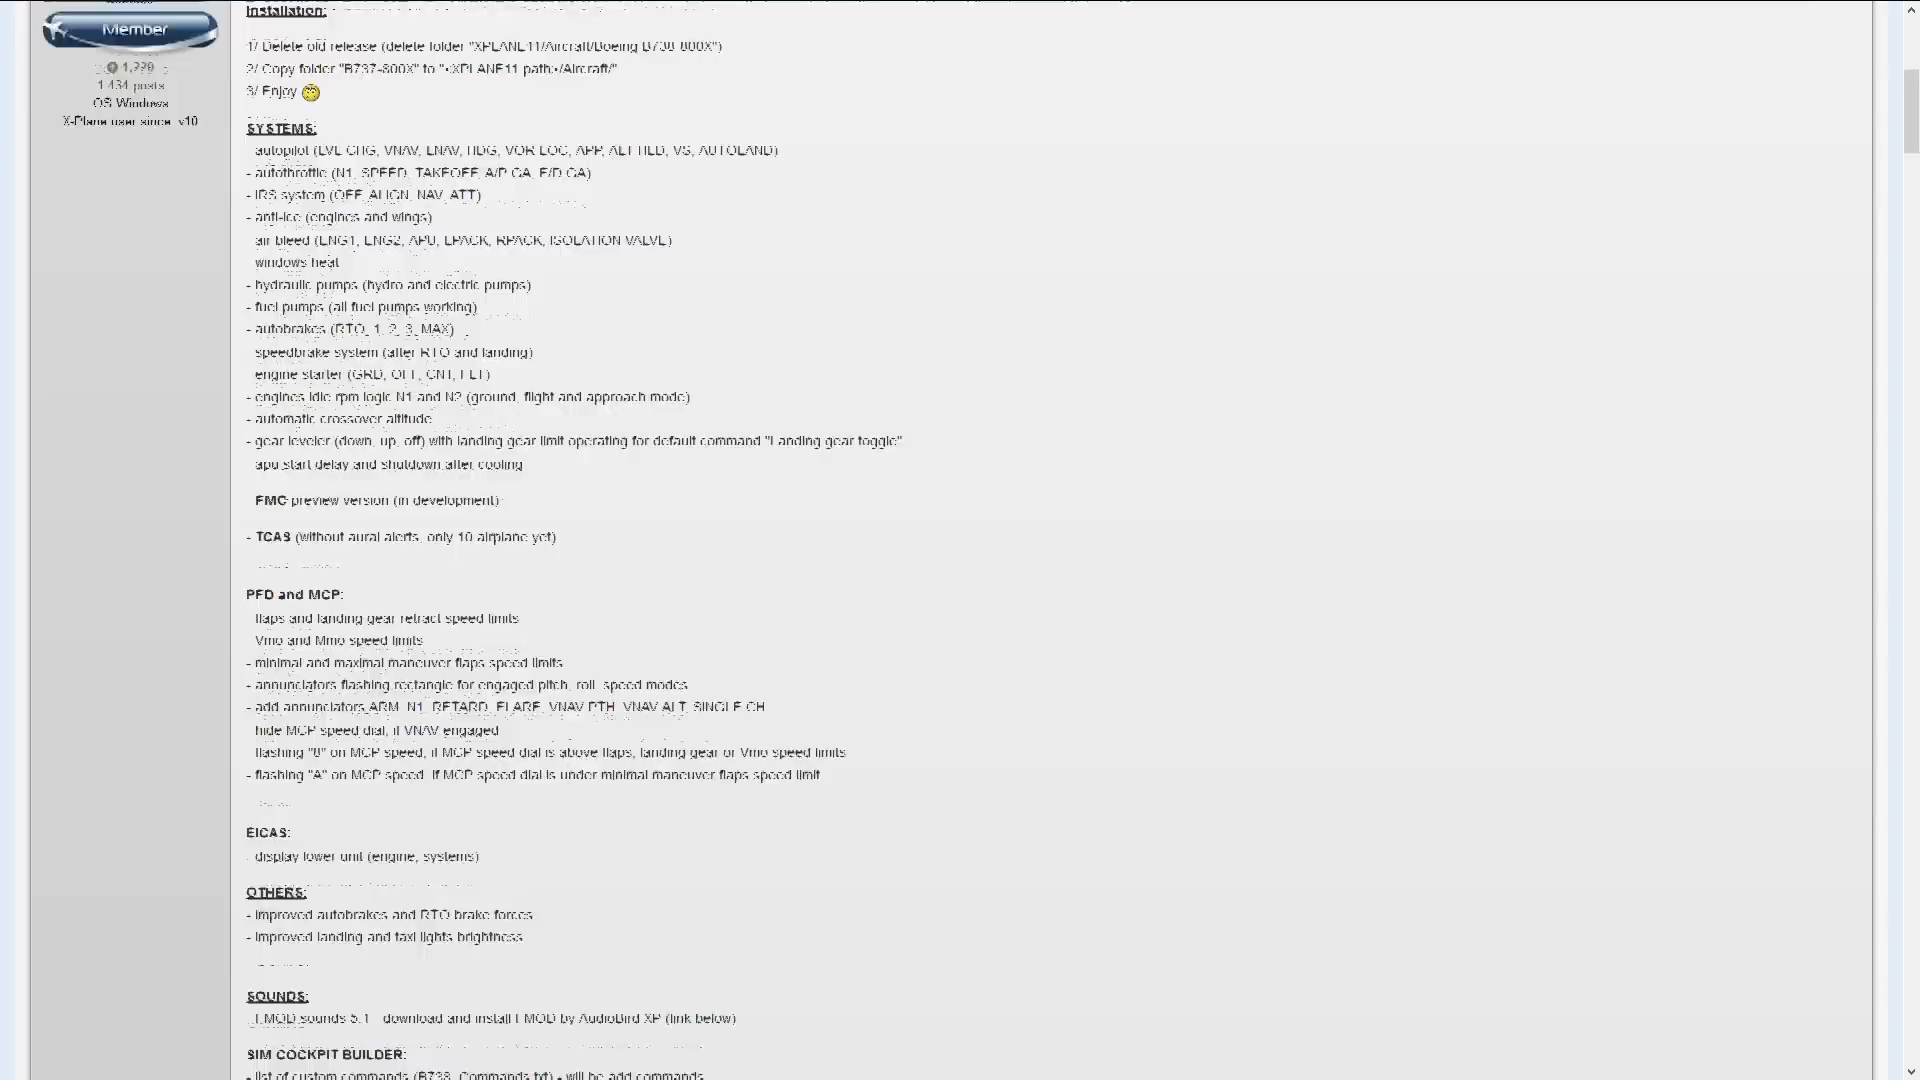 Installation:
Member
1/ Delete old release (delete folder "XPLANE11/Aircraft/Boeing B738-800X")
1,220
2/ Copy folder "B737-800X" to "<XPLANE11 path>/Aircraft/"
1 434 posts
3/ Enjoy
OS Windows
X-Plane user since v10
SYSTEMS:
autopilot (LVL CHG, VNAV, LNAV, HDG, VOR LOC, APP, ALT HLD, VS, AUTOLAND)
- autothrottle (N1, SPEED, TAKEOFF, A/P GA, F/D GA)
- IRS system (OFF, ALIGN, NAV, ATT)
- anti-ice (engines and wings)
air bleed (ENG1, ENG2, APU, LPACK, RPACK, ISOLATION VALVE)
windows heat
- hydraulic pumps (hydro and electric pumps)
- fuel pumps (all fuel pumps working)
- autobrakes (RTO, 1, 2, 3, MAX)
speedbrake system (after RTO and landing)
engine starter (GRD, OFF, CNT, FLT)
- engines idle rpm logic N1 and N2 (ground, flight and approach mode)
- automatic crossover altitude
- gear leveler (down, up, off) with landing gear limit operating for default command "Landing gear toggle"
apu start delay and shutdown after cooling
FMC preview version (in development)
- TCAS (without aural alerts, only 10 airplane yet)
PFD and MCP:
flaps and landing gear retract speed limits
Vmo and Mmo speed limits
- minimal and maximal maneuver flaps speed limits
- annunciators flashing rectangle for engaged pitch, roll, speed modes
- add annunciators ARM, N1, RETARD, FLARE, VNAV PTH, VNAV ALT, SINGLE CH
hide MCP speed dial, if VNAV engaged
flashing "8" on MCP speed, if MCP speed dial is above flaps, landing gear or Vmo speed limits
- flashing "A" on MCP speed, if MCP speed dial is under minimal maneuver flaps speed limit
EICAS:
- display lower unit (engine, systems)
OTHERS:
- improved autobrakes and RTO brake forces
- improved landing and taxi lights brightness
SOUNDS:
FMOD sounds 5.1 download and install FMOD by AudioBird XP (link below)
SIM COCKPIT BUILDER:
- list of custom commands (B738_Commands.txt) - will be add commands